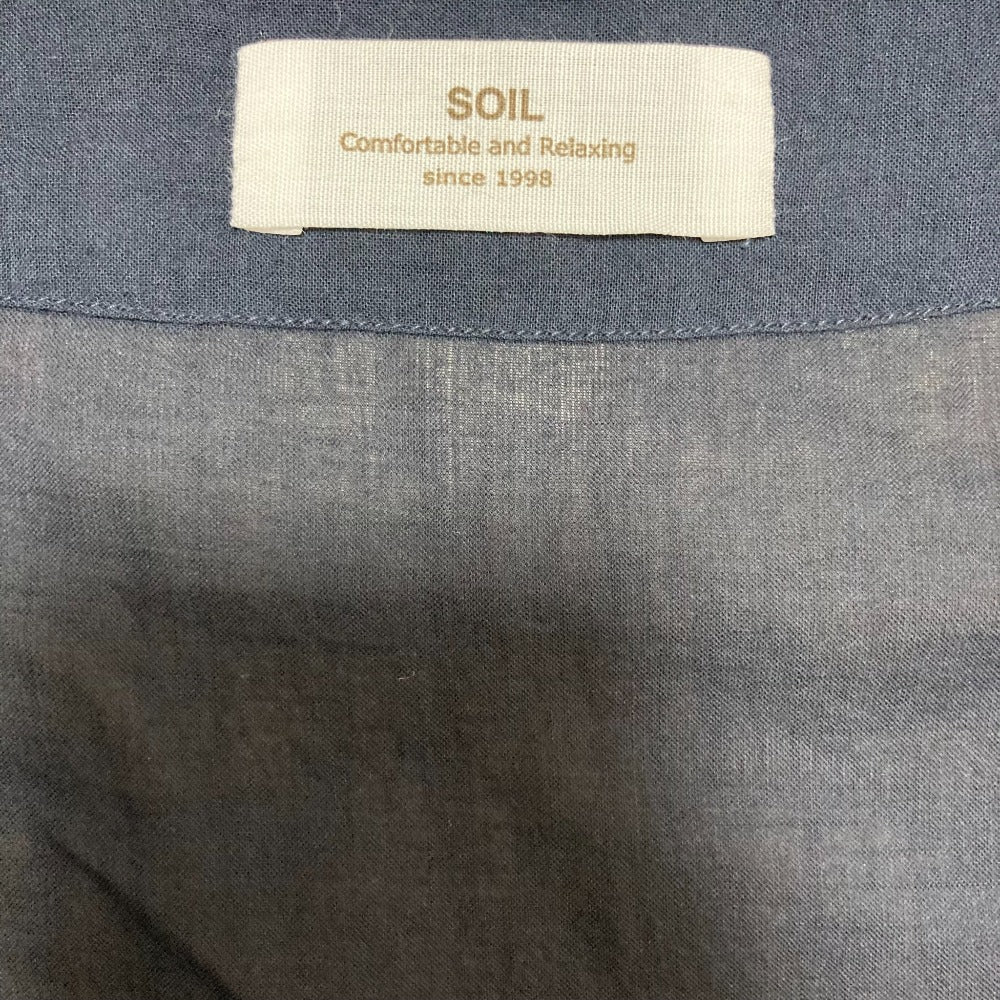 SOIL
Comfortable and Relaxing
since 1998